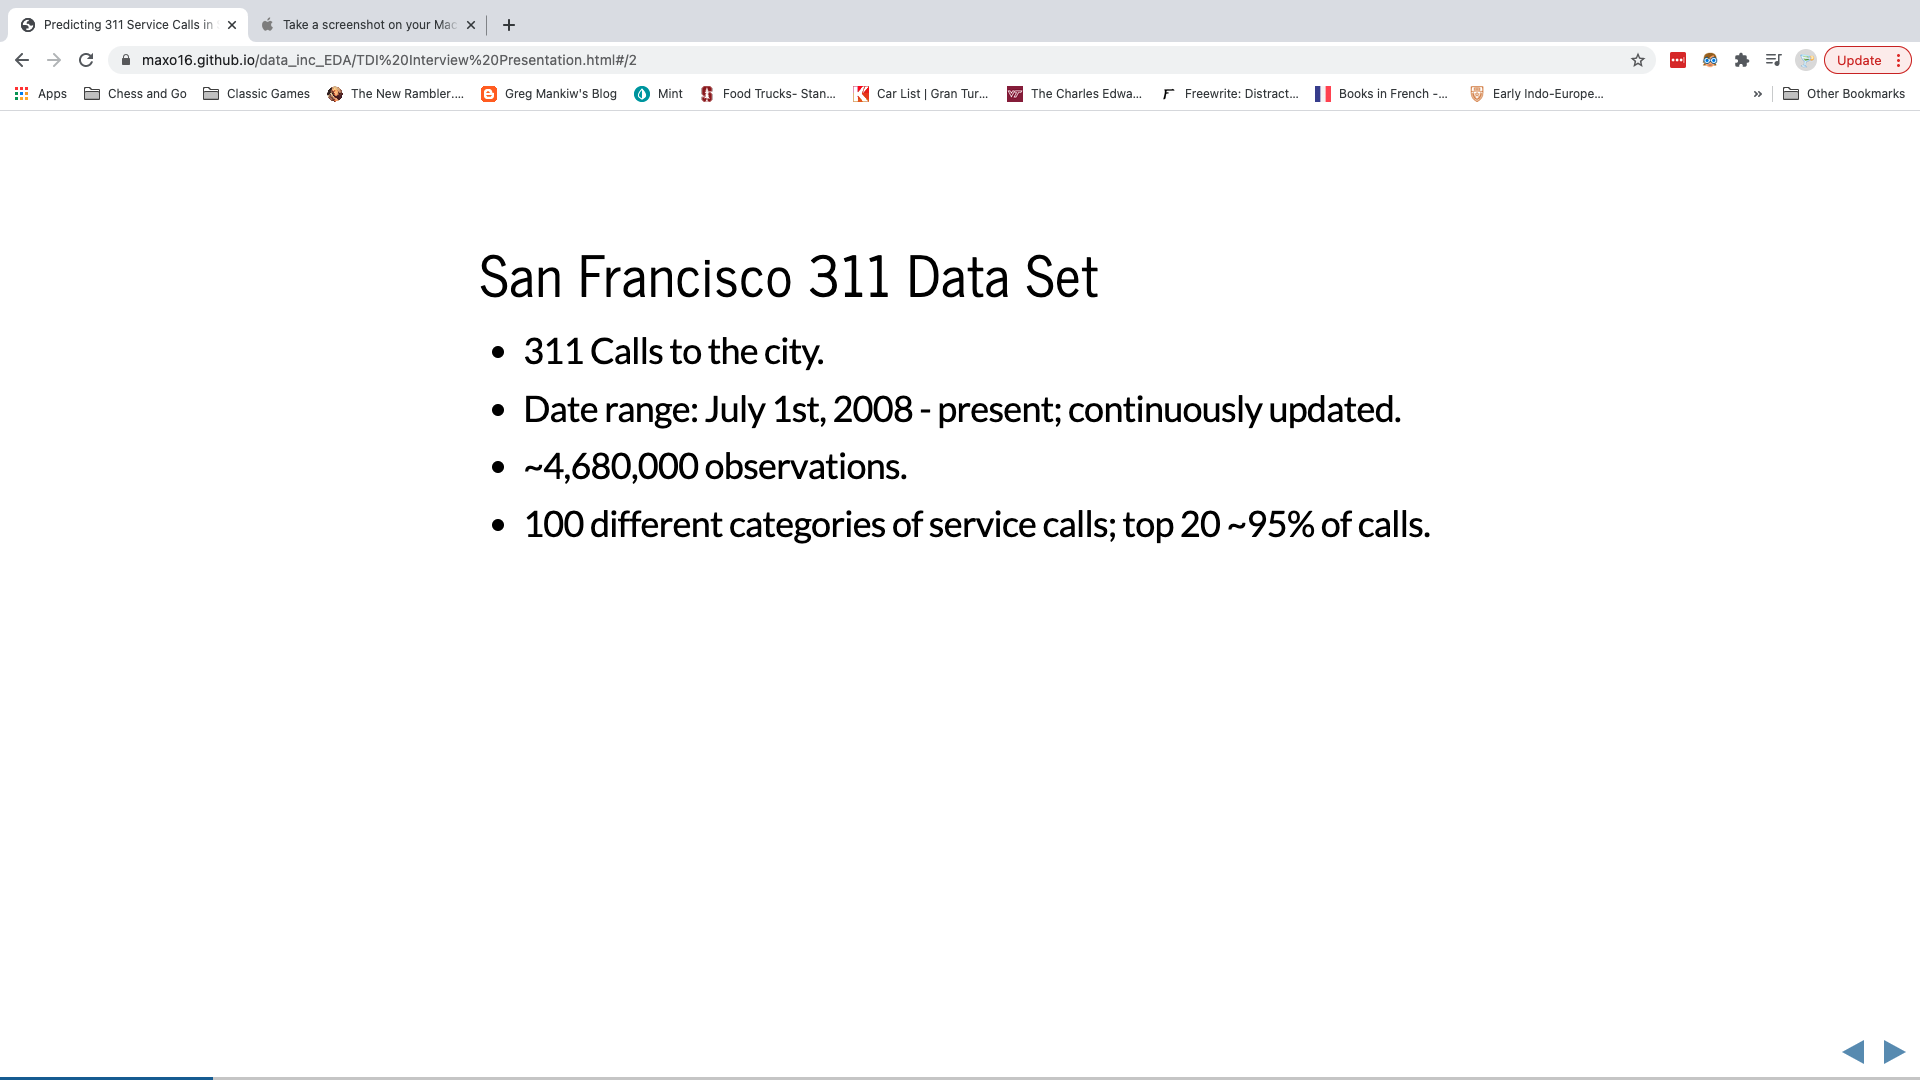 Predicting 311 Service Calls in
Take a screenshot on your Mac
maxo16.github.io/data_inc_EDA/TDI%20Interview%20Presentation.html#/2
Update
Apps
Chess and Go
Classic Games
The New Rambler....
Greg Mankiw's Blog
Mint
Food Trucks- Stan...
Car List | Gran Tur...
The Charles Edwa...
Freewrite: Distract...
Books in French -...
Early Indo-Europe...
»
Other Bookmarks
San Francisco 311 Data Set
• 311 Calls to the city.
• Date range: July 1st, 2008 - present; continuously updated.
• ~4,680,000 observations.
• 100 different categories of service calls; top 20 ~95% of calls.